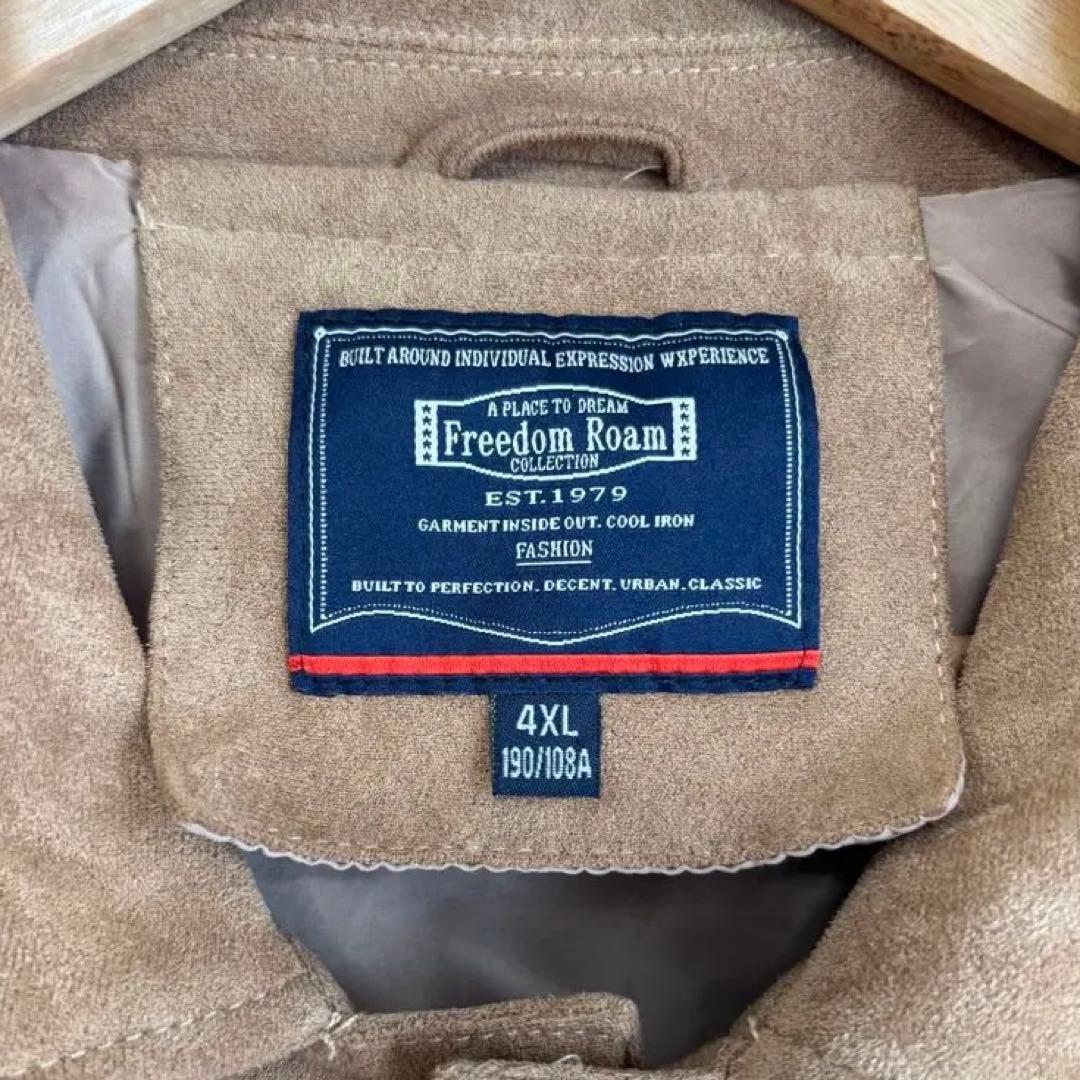 BUILT AROUND INDIVIDUAL EXPRESSION WXPERIENCE
A PLACE TO DREAM
Freedom Roam
COLLECTION
EST.1979
GARMENT INSIDE OUT. COOL IRON
FASHION
BUILT TO PERFECTION. DECENT. URBAN. CLASSIC
4XL
190/108A